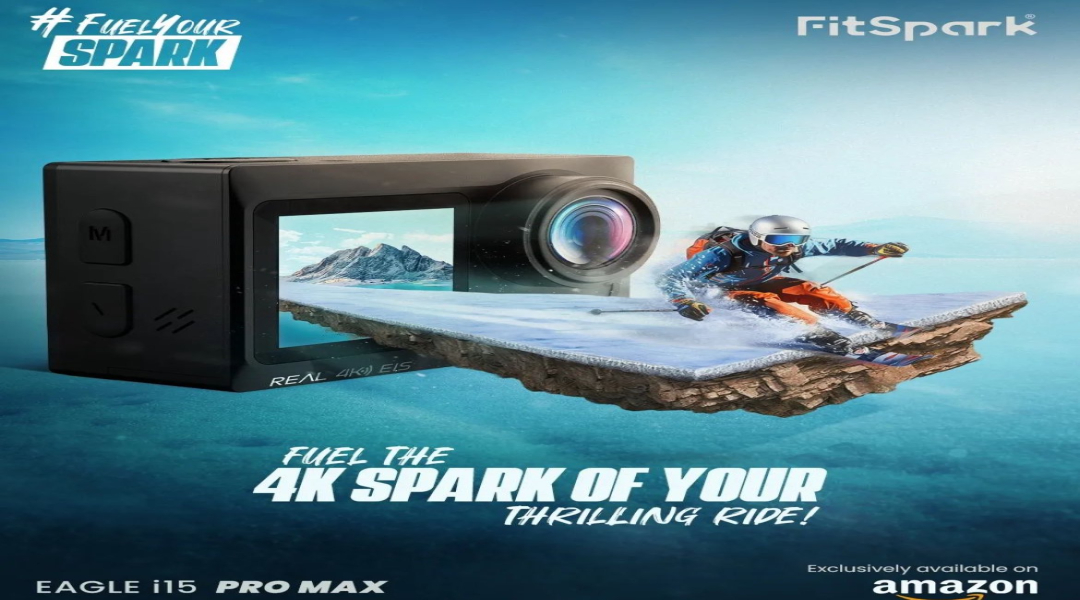 #FUELYOUR
SPARK
FitSpark®
M
REAL 4K EIS
FUEL THE
4K SPARK OF YOUR
THRILLING RIDE!
EAGLE i15 PRO MAX
Exclusively available on
amazon